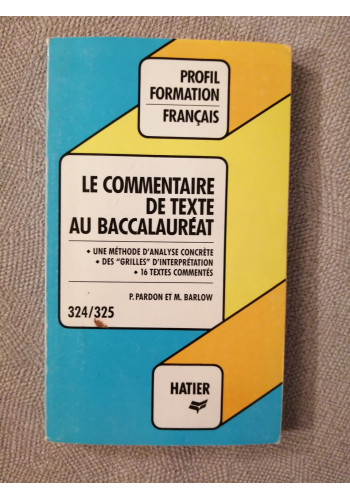 PROFIL
FORMATION
FRANÇAIS
LE COMMENTAIRE
DE TEXTE
AU BACCALAURÉAT
+ UNE MÉTHODE D'ANALYSE CONCRÈTE
+ DES "GRILLES" D'INTERPRÉTATION
+ 16 TEXTES COMMENTÉS
P. PARDON ET M. BARLOW
324/325
HATIER